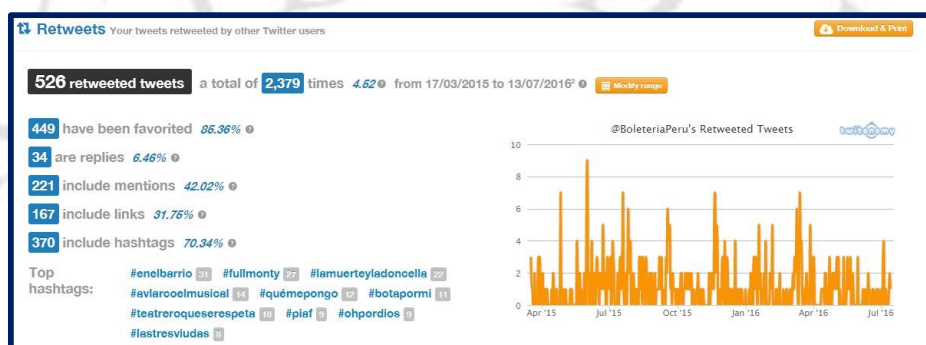 Retweets Your tweets retweeted by other Twitter users
Download & Print
526 retweeted tweets a total of 2,379 times 4.52 from 17/03/2015 to 13/07/2016² Modify range
449 have been favorited 85.36%
34 are replies 6.46%
221 include mentions 42.02%
167 include links 31.75%
370 include hashtags 70.34%
Top hashtags:
#enelbarrio 31 #fullmonty 27 #lamuerteyladoncella 22
#avlarcoelmusical 14 #quémepongo 12 #botapormi 11
#teatreroqueserespeta 10 #piaf 9 #ohpordios 9
#lastresviudas 8
@BoleteriaPeru's Retweeted Tweets
twitonomy
10
8
6
4
2
0
Apr '15 Jul '15 Oct '15 Jan '16 Apr '16 Jul '16